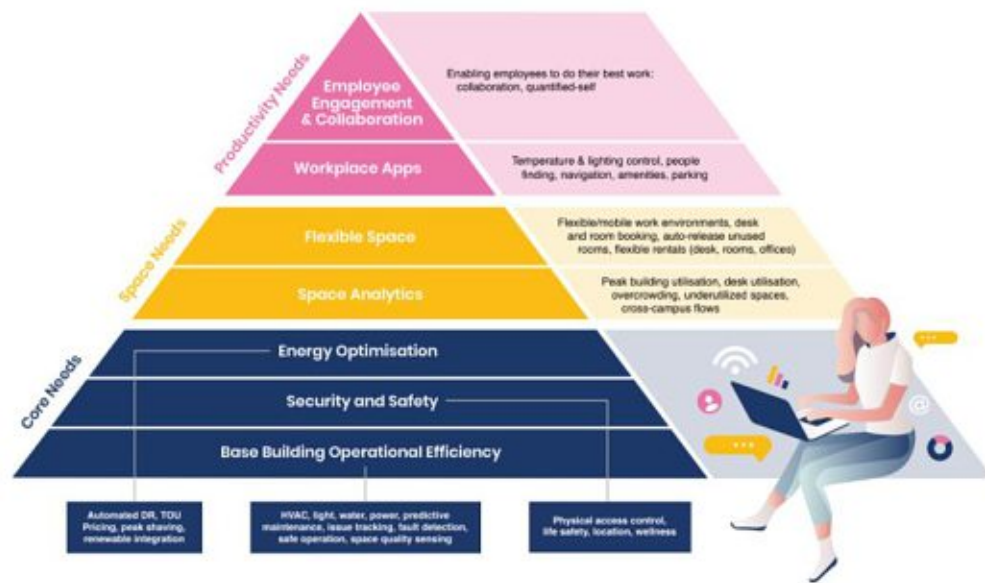 Productivity Needs
Employee
Engagement
& Collaboration
Enabling employees to do their best work:
collaboration, quantified-self
Workplace Apps
Temperature & lighting control, people
finding, navigation, amenities, parking
Space Needs
Flexible Space
Flexible/mobile work environments, desk
and room booking, auto-release unused
rooms, flexible rentals (desk, rooms, offices)
Space Analytics
Peak building utilisation, desk utilisation,
overcrowding, underutilized spaces,
cross-campus flows
Core Needs
Energy Optimisation
Security and Safety
Base Building Operational Efficiency
@
Automated DR, TOU
Pricing, peak shaving,
renewable integration
HVAC, light, water, power, predictive
maintenance, issue tracking, fault detection,
safe operation, space quality sensing
Physical access control,
life safety, location, wellness